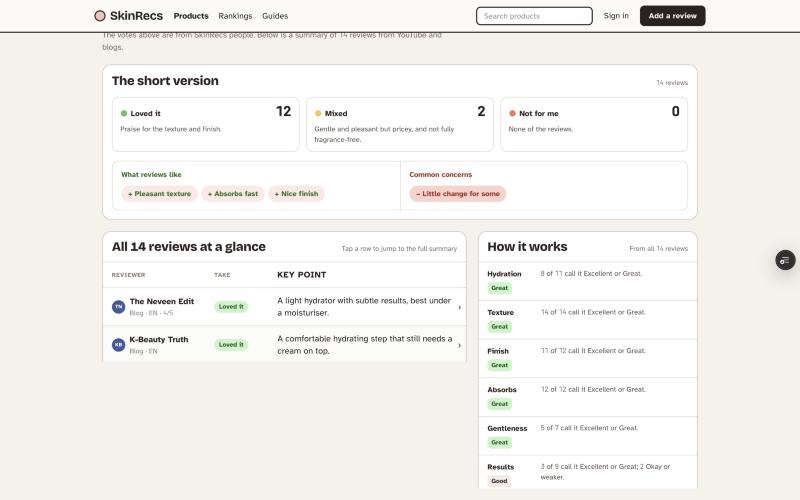 SkinRecs
Products
Rankings
Guides
Search products
Sign in
Add a review
The votes above are from SkinRecs people. Below is a summary of 14 reviews from YouTube and
blogs.
The short version
14 reviews
Loved it
12
Praise for the texture and finish.
Mixed
2
Gentle and pleasant but pricey, and not fully
fragrance-free.
Not for me
0
None of the reviews.
What reviews like
+ Pleasant texture
+ Absorbs fast
+ Nice finish
Common concerns
− Little change for some
All 14 reviews at a glance
Tap a row to jump to the full summary
REVIEWER
TAKE
KEY POINT
TN
The Neveen Edit
Blog · EN · 4/5
Loved it
A light hydrator with subtle results, best under
a moisturiser.
›
KB
K-Beauty Truth
Blog · EN
Loved it
A comfortable hydrating step that still needs a
cream on top.
›
How it works
From all 14 reviews
Hydration
Great
8 of 11 call it Excellent or Great.
Texture
Great
14 of 14 call it Excellent or Great.
Finish
Great
11 of 12 call it Excellent or Great.
Absorbs
Great
12 of 12 call it Excellent or Great.
Gentleness
Great
5 of 7 call it Excellent or Great.
Results
Good
3 of 9 call it Excellent or Great; 2 Okay or
weaker.